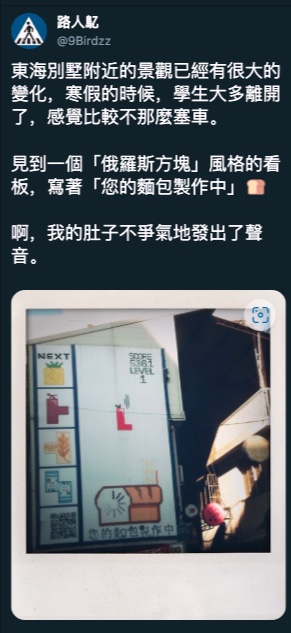 路人髭
@9Birdzz
東海別墅附近的景觀已經有很大的
變化，寒假的時候，學生大多離開
了，感覺比較不那麼塞車。
見到一個「俄羅斯方塊」風格的看
板，寫著「您的麵包製作中」🍞
啊，我的肚子不爭氣地發出了聲
音。
NEXT
SCORE
5361
LEVEL
1
您的麵包製作中